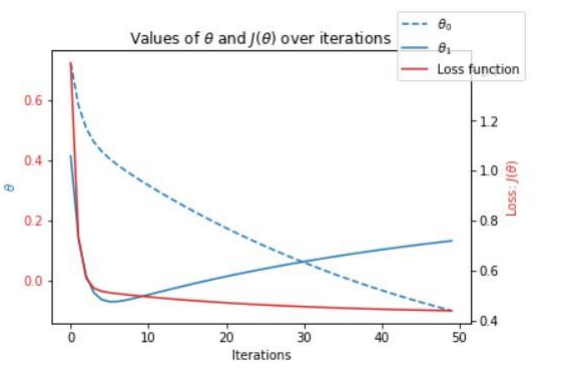 Values of θ and J(θ) over iterations
θ₀
θ₁
Loss function
0.6
0.4
0.2
0.0
θ
1.2
1.0
0.8
0.6
0.4
Loss: J(θ)
0 10 20 30 40 50
Iterations